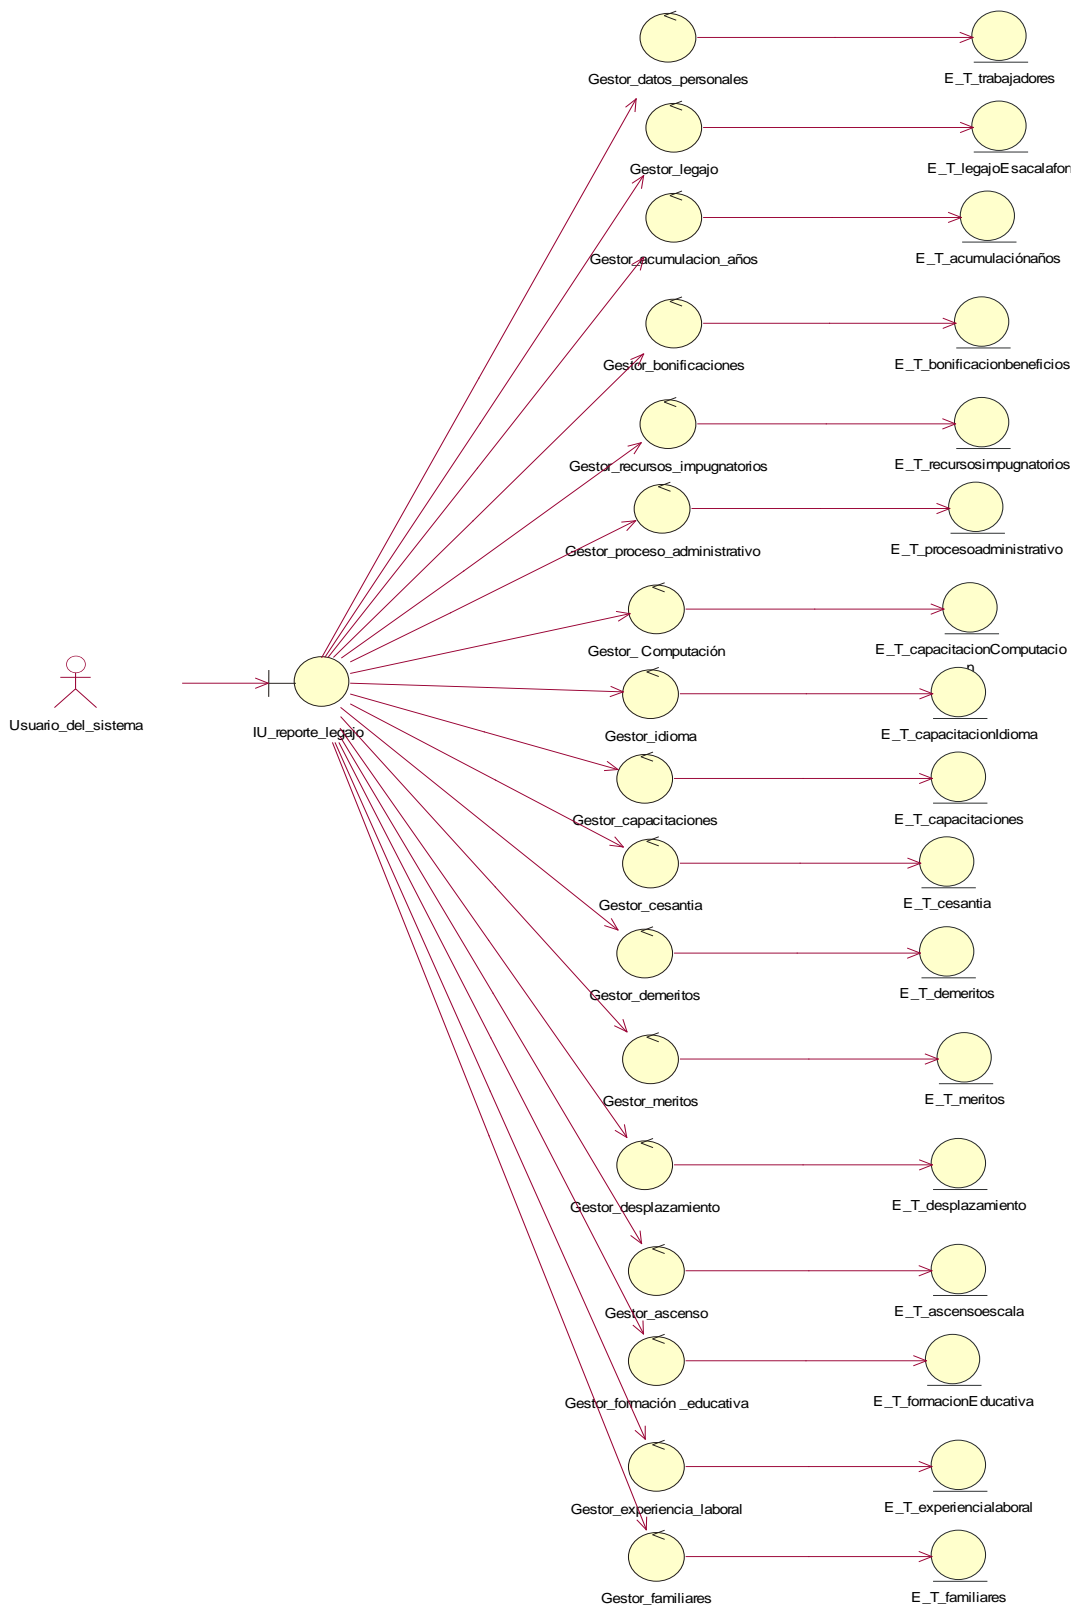 Gestor_datos_personales
E_T_trabajadores
Gestor_legajo
E_T_legajoEsacalafon
Gestor_acumulacion_años
E_T_acumulaciónaños
Gestor_bonificaciones
E_T_bonificacionbeneficios
Gestor_recursos_impugnatorios
E_T_recursosimpugnatorios
Gestor_proceso_administrativo
E_T_procesoadministrativo
Gestor_ Computación
E_T_capacitacionComputacio
n
Usuario_del_sistema
IU_reporte_legajo
Gestor_idioma
E_T_capacitacionIdioma
Gestor_capacitaciones
E_T_capacitaciones
Gestor_cesantia
E_T_cesantia
Gestor_demeritos
E_T_demeritos
Gestor_meritos
E_T_meritos
Gestor_desplazamiento
E_T_desplazamiento
Gestor_ascenso
E_T_ascensoescala
Gestor_formación _educativa
E_T_formacionEducativa
Gestor_experiencia_laboral
E_T_experiencialaboral
Gestor_familiares
E_T_familiares